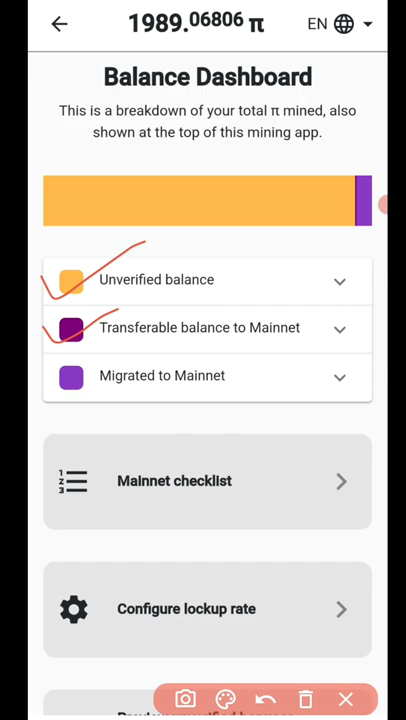 1989.06806 π
EN
Balance Dashboard
This is a breakdown of your total π mined, also
shown at the top of this mining app.
Unverified balance
Transferable balance to Mainnet
Migrated to Mainnet
Mainnet checklist
Configure lockup rate